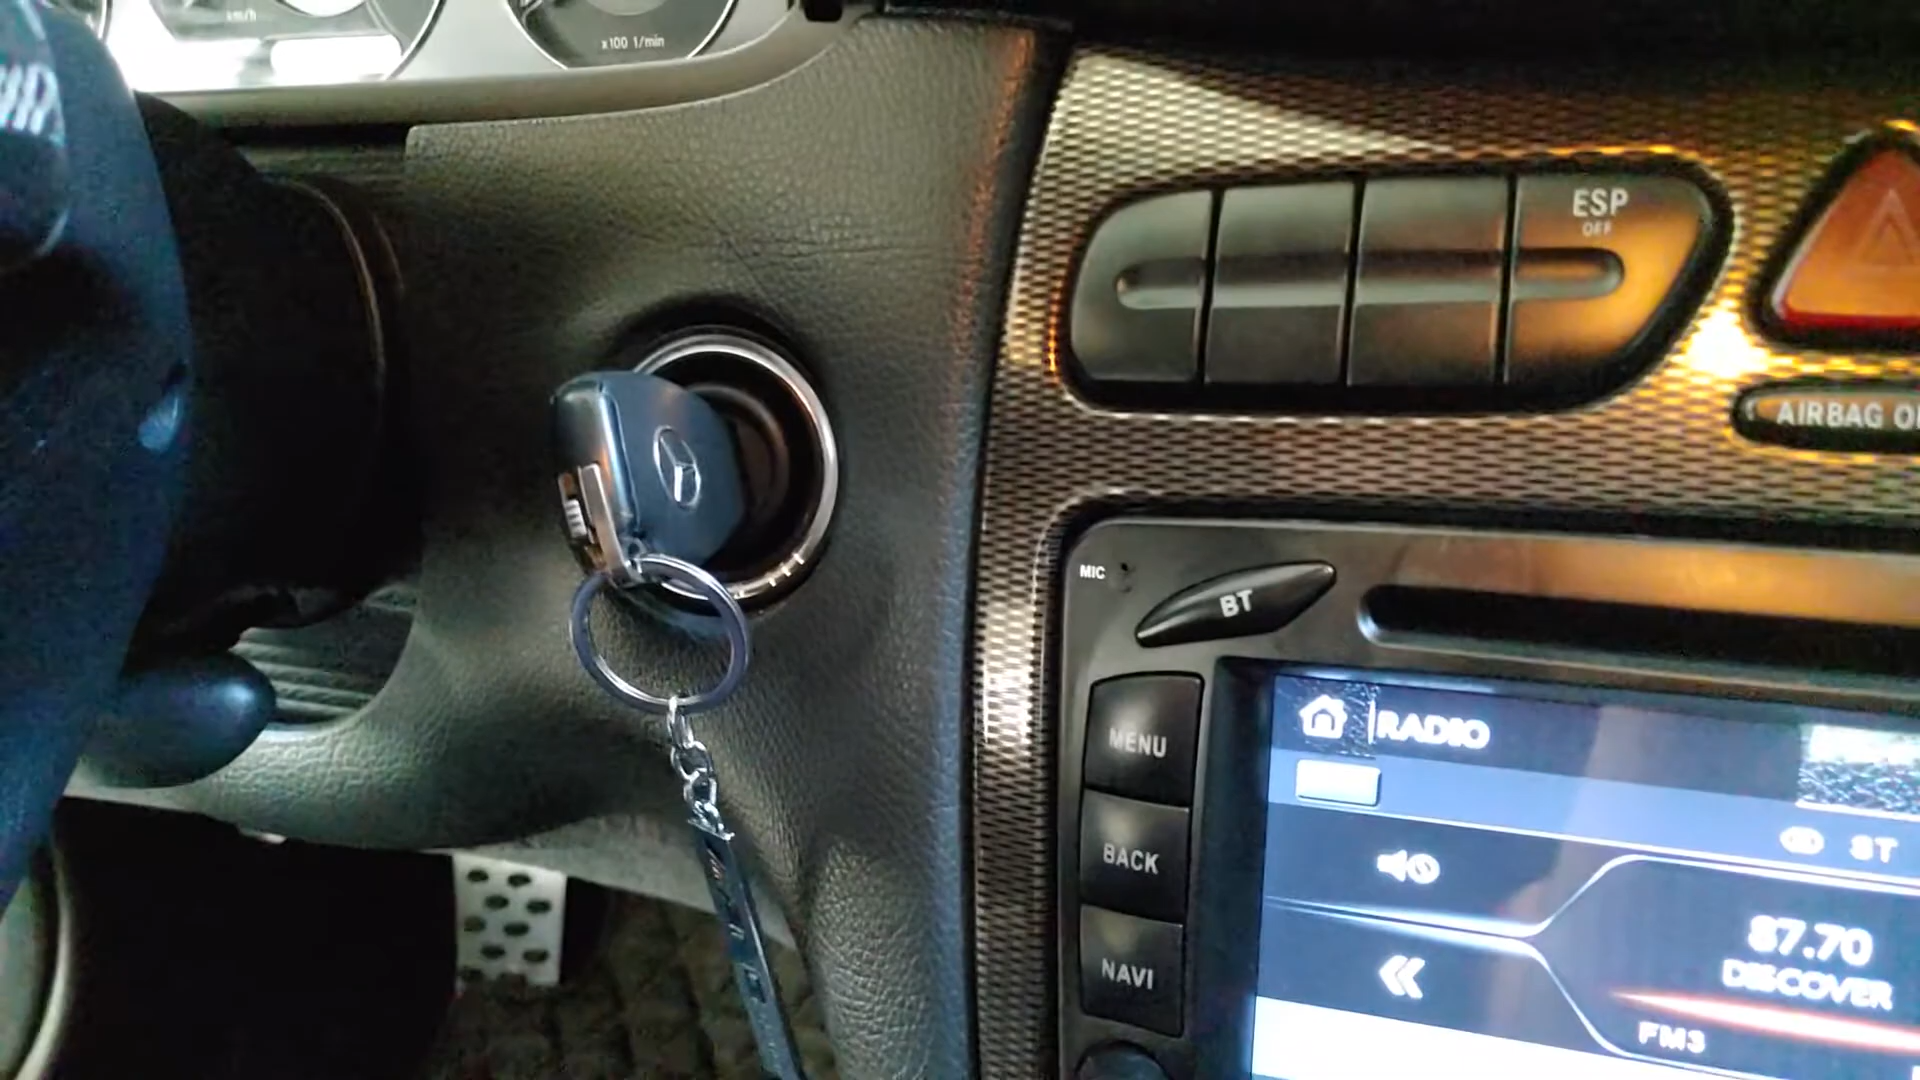 km/h
x100 1/min
ESP
OFF
AIRBAG O
MIC
BT
MENU
BACK
NAVI
RADIO
ST
87.70
DISCOVER
FM3